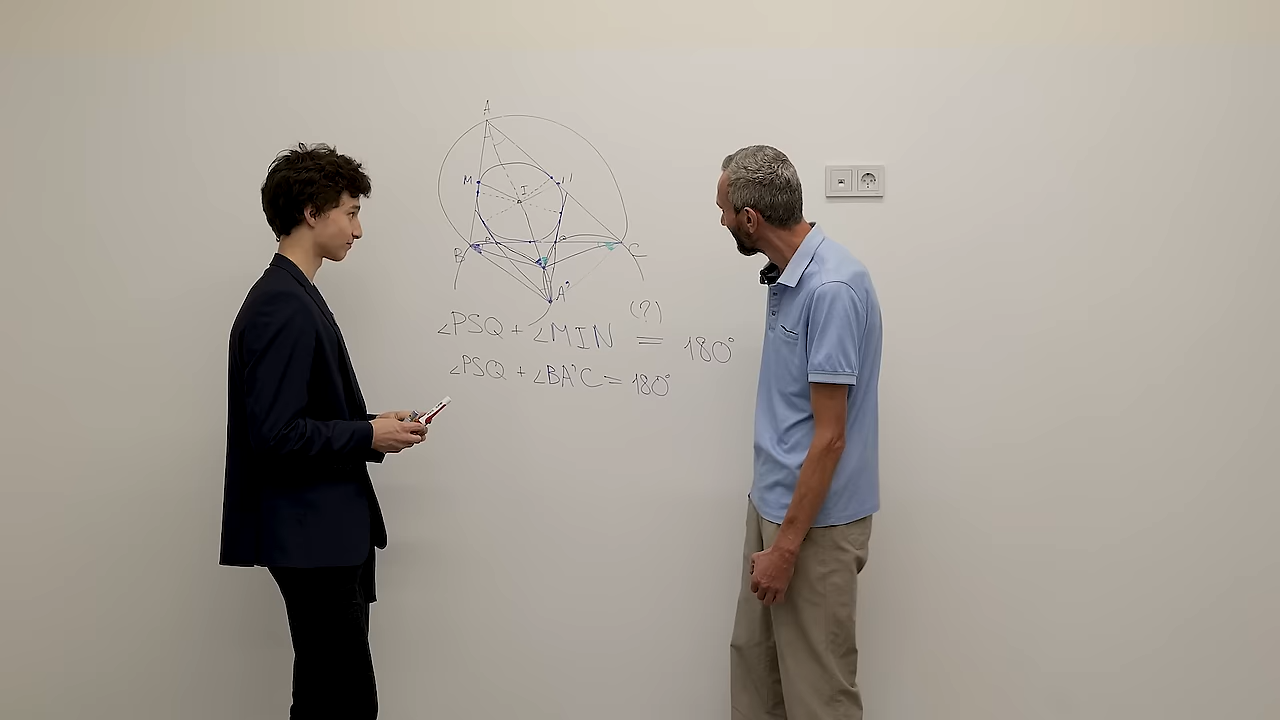 A
M
I
B
C
A'
(?)
∠PSQ + ∠MIN = 180°
∠PSQ + ∠BA'C = 180°